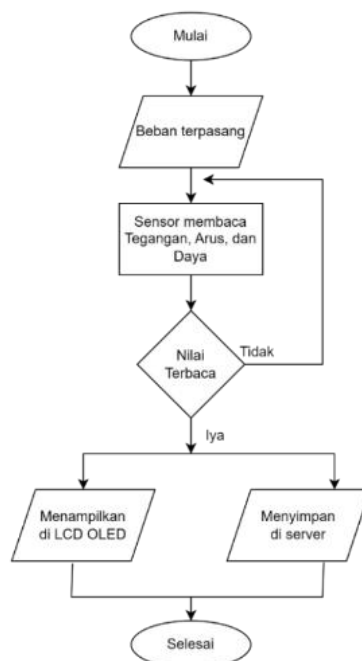 Mulai
Beban terpasang
Sensor membaca
Tegangan, Arus, dan
Daya
Nilai
Terbaca
Tidak
Iya
Menampilkan
di LCD OLED
Menyimpan
di server
Selesai